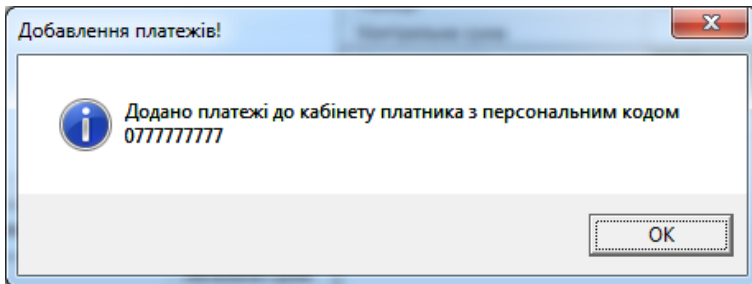 Добавлення платежів!
Додано платежі до кабінету платника з персональним кодом
0777777777
OK